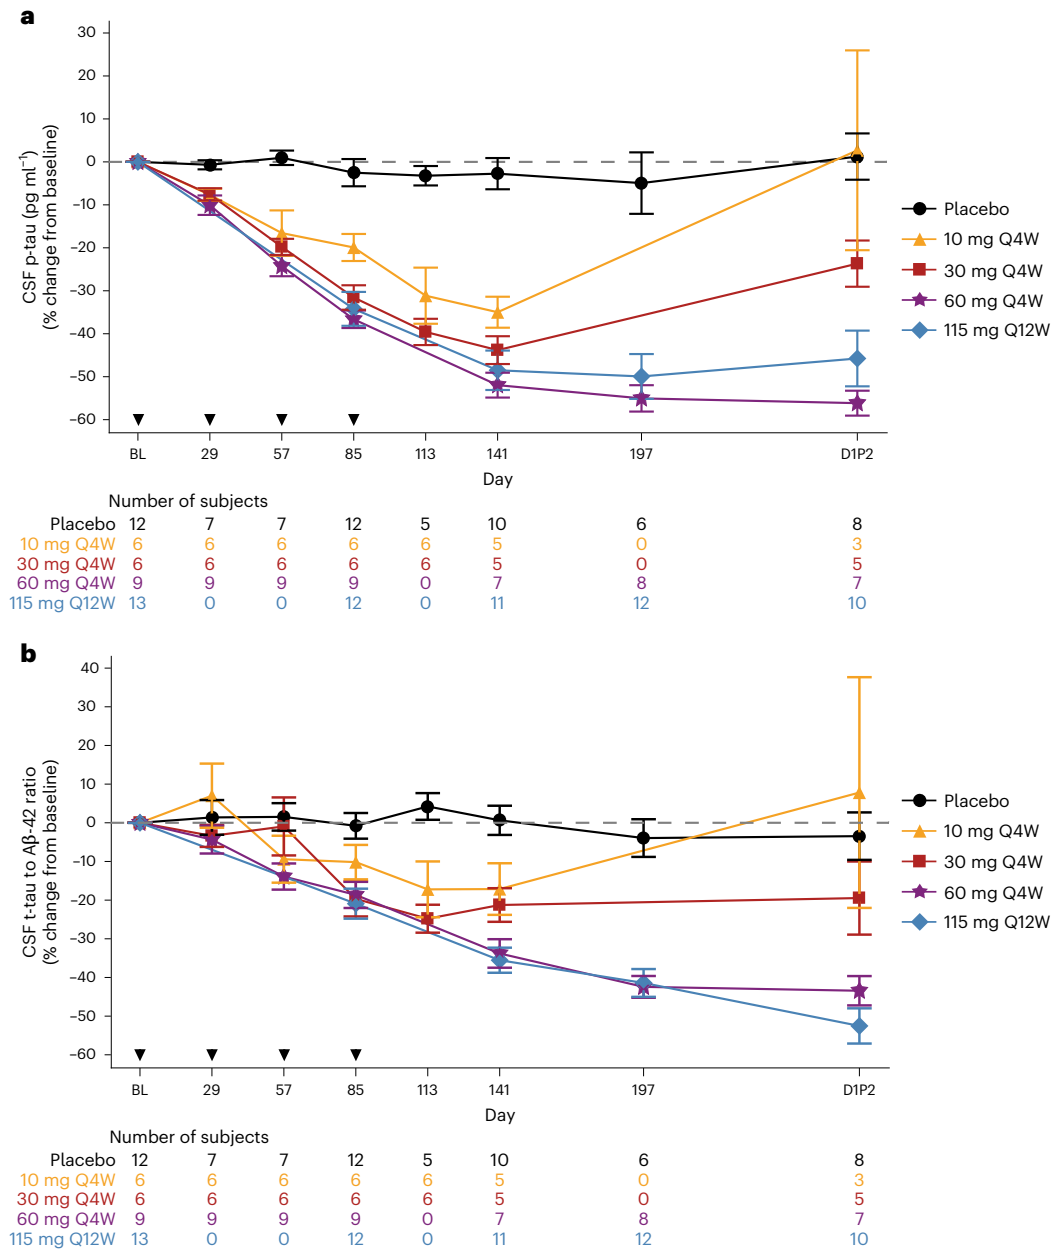 a
30
20
10
0
–10
–20
–30
–40
–50
–60
CSF p-tau (pg ml⁻¹)
(% change from baseline)
BL 29 57 85 113 141 197 D1P2
Day
Placebo
10 mg Q4W
30 mg Q4W
60 mg Q4W
115 mg Q12W
Number of subjects
Placebo 12 7 7 12 5 10 6 8
10 mg Q4W 6 6 6 6 6 5 0 3
30 mg Q4W 6 6 6 6 6 5 0 5
60 mg Q4W 9 9 9 9 0 7 8 7
115 mg Q12W 13 0 0 12 0 11 12 10
b
40
30
20
10
0
–10
–20
–30
–40
–50
–60
CSF t-tau to Aβ-42 ratio
(% change from baseline)
BL 29 57 85 113 141 197 D1P2
Day
Placebo
10 mg Q4W
30 mg Q4W
60 mg Q4W
115 mg Q12W
Number of subjects
Placebo 12 7 7 12 5 10 6 8
10 mg Q4W 6 6 6 6 6 5 0 3
30 mg Q4W 6 6 6 6 6 5 0 5
60 mg Q4W 9 9 9 9 0 7 8 7
115 mg Q12W 13 0 0 12 0 11 12 10